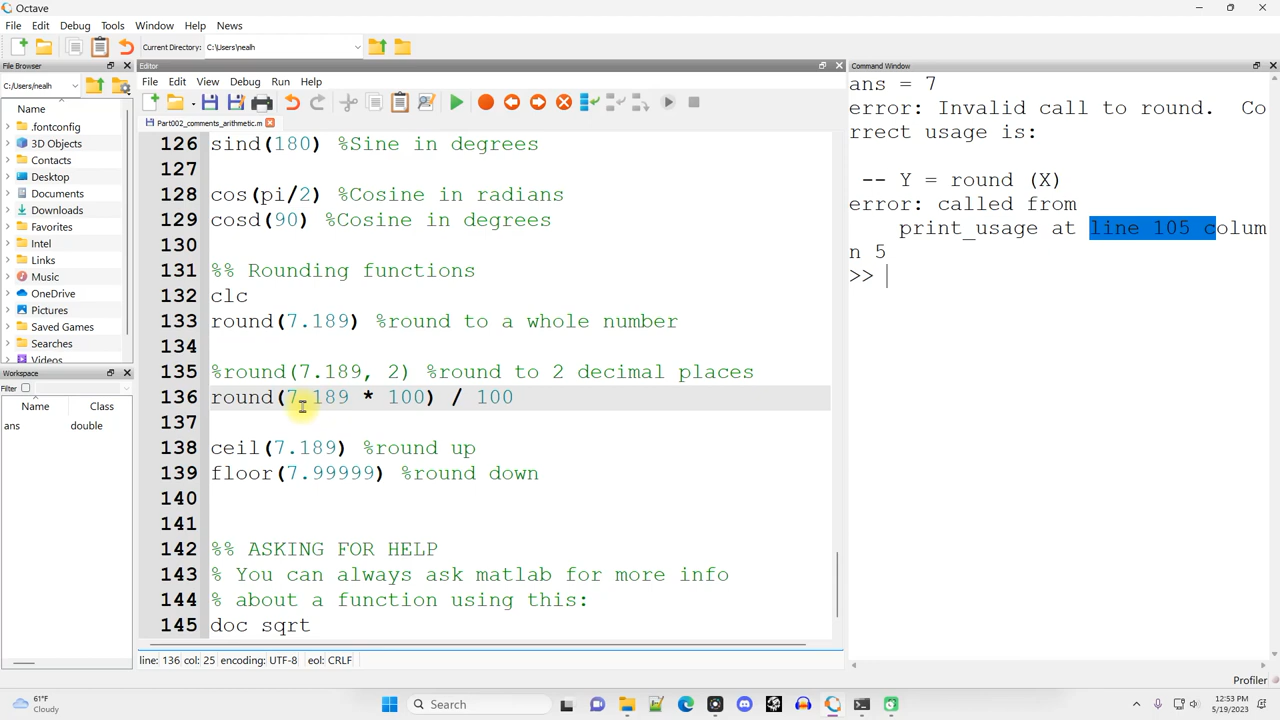 Octave
File Edit Debug Tools Window Help News
Current Directory: C:\Users\nealh
File Browser
C:/Users/nealh
Name
.fontconfig
3D Objects
Contacts
Desktop
Documents
Downloads
Favorites
Intel
Links
Music
OneDrive
Pictures
Saved Games
Searches
Videos
Workspace
Filter
Name Class
ans double
Editor
File Edit View Debug Run Help
Part002_comments_arithmetic.m
126 sind(180) %Sine in degrees
127
128 cos(pi/2) %Cosine in radians
129 cosd(90) %Cosine in degrees
130
131 %% Rounding functions
132 clc
133 round(7.189) %round to a whole number
134
135 %round(7.189, 2) %round to 2 decimal places
136 round(7.189 * 100) / 100
137
138 ceil(7.189) %round up
139 floor(7.99999) %round down
140
141
142 %% ASKING FOR HELP
143 % You can always ask matlab for more info
144 % about a function using this:
145 doc sqrt
line: 136 col: 25 encoding: UTF-8 eol: CRLF
Command Window
ans = 7
error: Invalid call to round.  Co
rrect usage is:
-- Y = round (X)
error: called from
print_usage at line 105 colum
n 5
>>
Profiler
61°F
Cloudy
Search
12:53 PM
5/19/2023